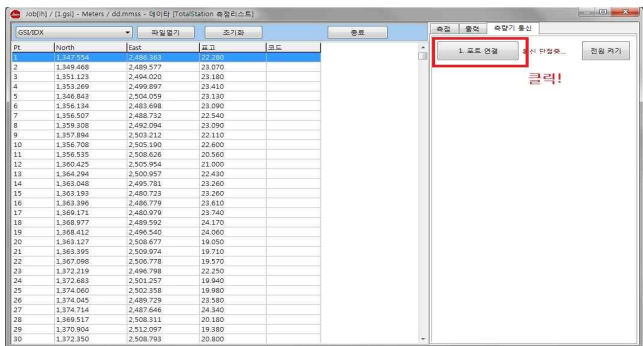 Job[lh] / [1.gsi] - Meters / dd.mmss - 데이타 [TotalStation 측점리스트]
GSI/IDX 파일열기 초기화 종료
측점 출력 측량기 통신
1. 포트 연결 통신 단절중... 전원 켜기
클릭!
Pt. North East 표고 코드
1 1,347.554 2,486.363 22.280
2 1,349.468 2,489.577 23.070
3 1,351.123 2,494.020 23.180
4 1,353.269 2,499.897 23.410
5 1,346.843 2,504.059 23.130
6 1,356.134 2,483.698 23.090
7 1,356.507 2,488.732 22.540
8 1,359.308 2,492.094 23.090
9 1,357.894 2,503.212 22.110
10 1,356.708 2,505.190 22.600
11 1,356.535 2,508.626 20.560
12 1,360.425 2,505.954 21.000
13 1,364.294 2,500.957 22.430
14 1,363.048 2,495.781 23.260
15 1,363.193 2,480.723 23.260
16 1,363.396 2,486.779 23.610
17 1,369.171 2,480.979 23.740
18 1,368.977 2,489.592 24.170
19 1,368.412 2,496.540 24.060
20 1,363.127 2,508.677 19.050
21 1,363.395 2,509.974 19.710
22 1,367.098 2,506.778 19.570
23 1,372.219 2,496.798 22.250
24 1,372.683 2,501.257 19.940
25 1,374.060 2,502.358 19.980
26 1,374.045 2,489.729 23.580
27 1,374.714 2,487.646 24.340
28 1,369.517 2,508.311 20.180
29 1,370.904 2,512.097 19.380
30 1,372.350 2,508.793 20.800